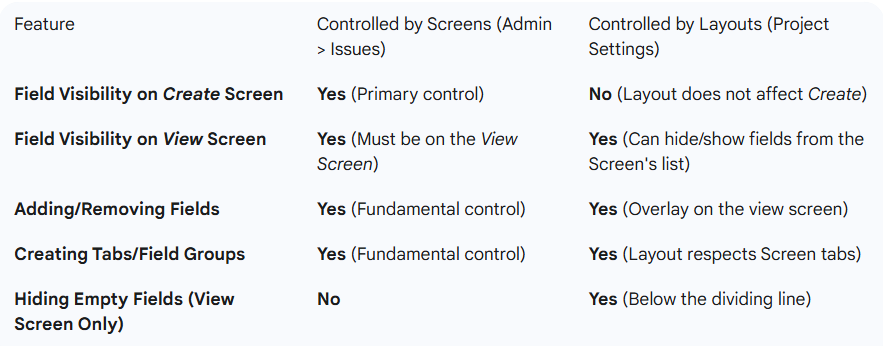 Feature
Controlled by Screens (Admin
> Issues)
Controlled by Layouts (Project
Settings)
Field Visibility on Create Screen
Yes (Primary control)
No (Layout does not affect Create)
Field Visibility on View Screen
Yes (Must be on the View
Screen)
Yes (Can hide/show fields from the
Screen's list)
Adding/Removing Fields
Yes (Fundamental control)
Yes (Overlay on the view screen)
Creating Tabs/Field Groups
Yes (Fundamental control)
Yes (Layout respects Screen tabs)
Hiding Empty Fields (View
Screen Only)
No
Yes (Below the dividing line)